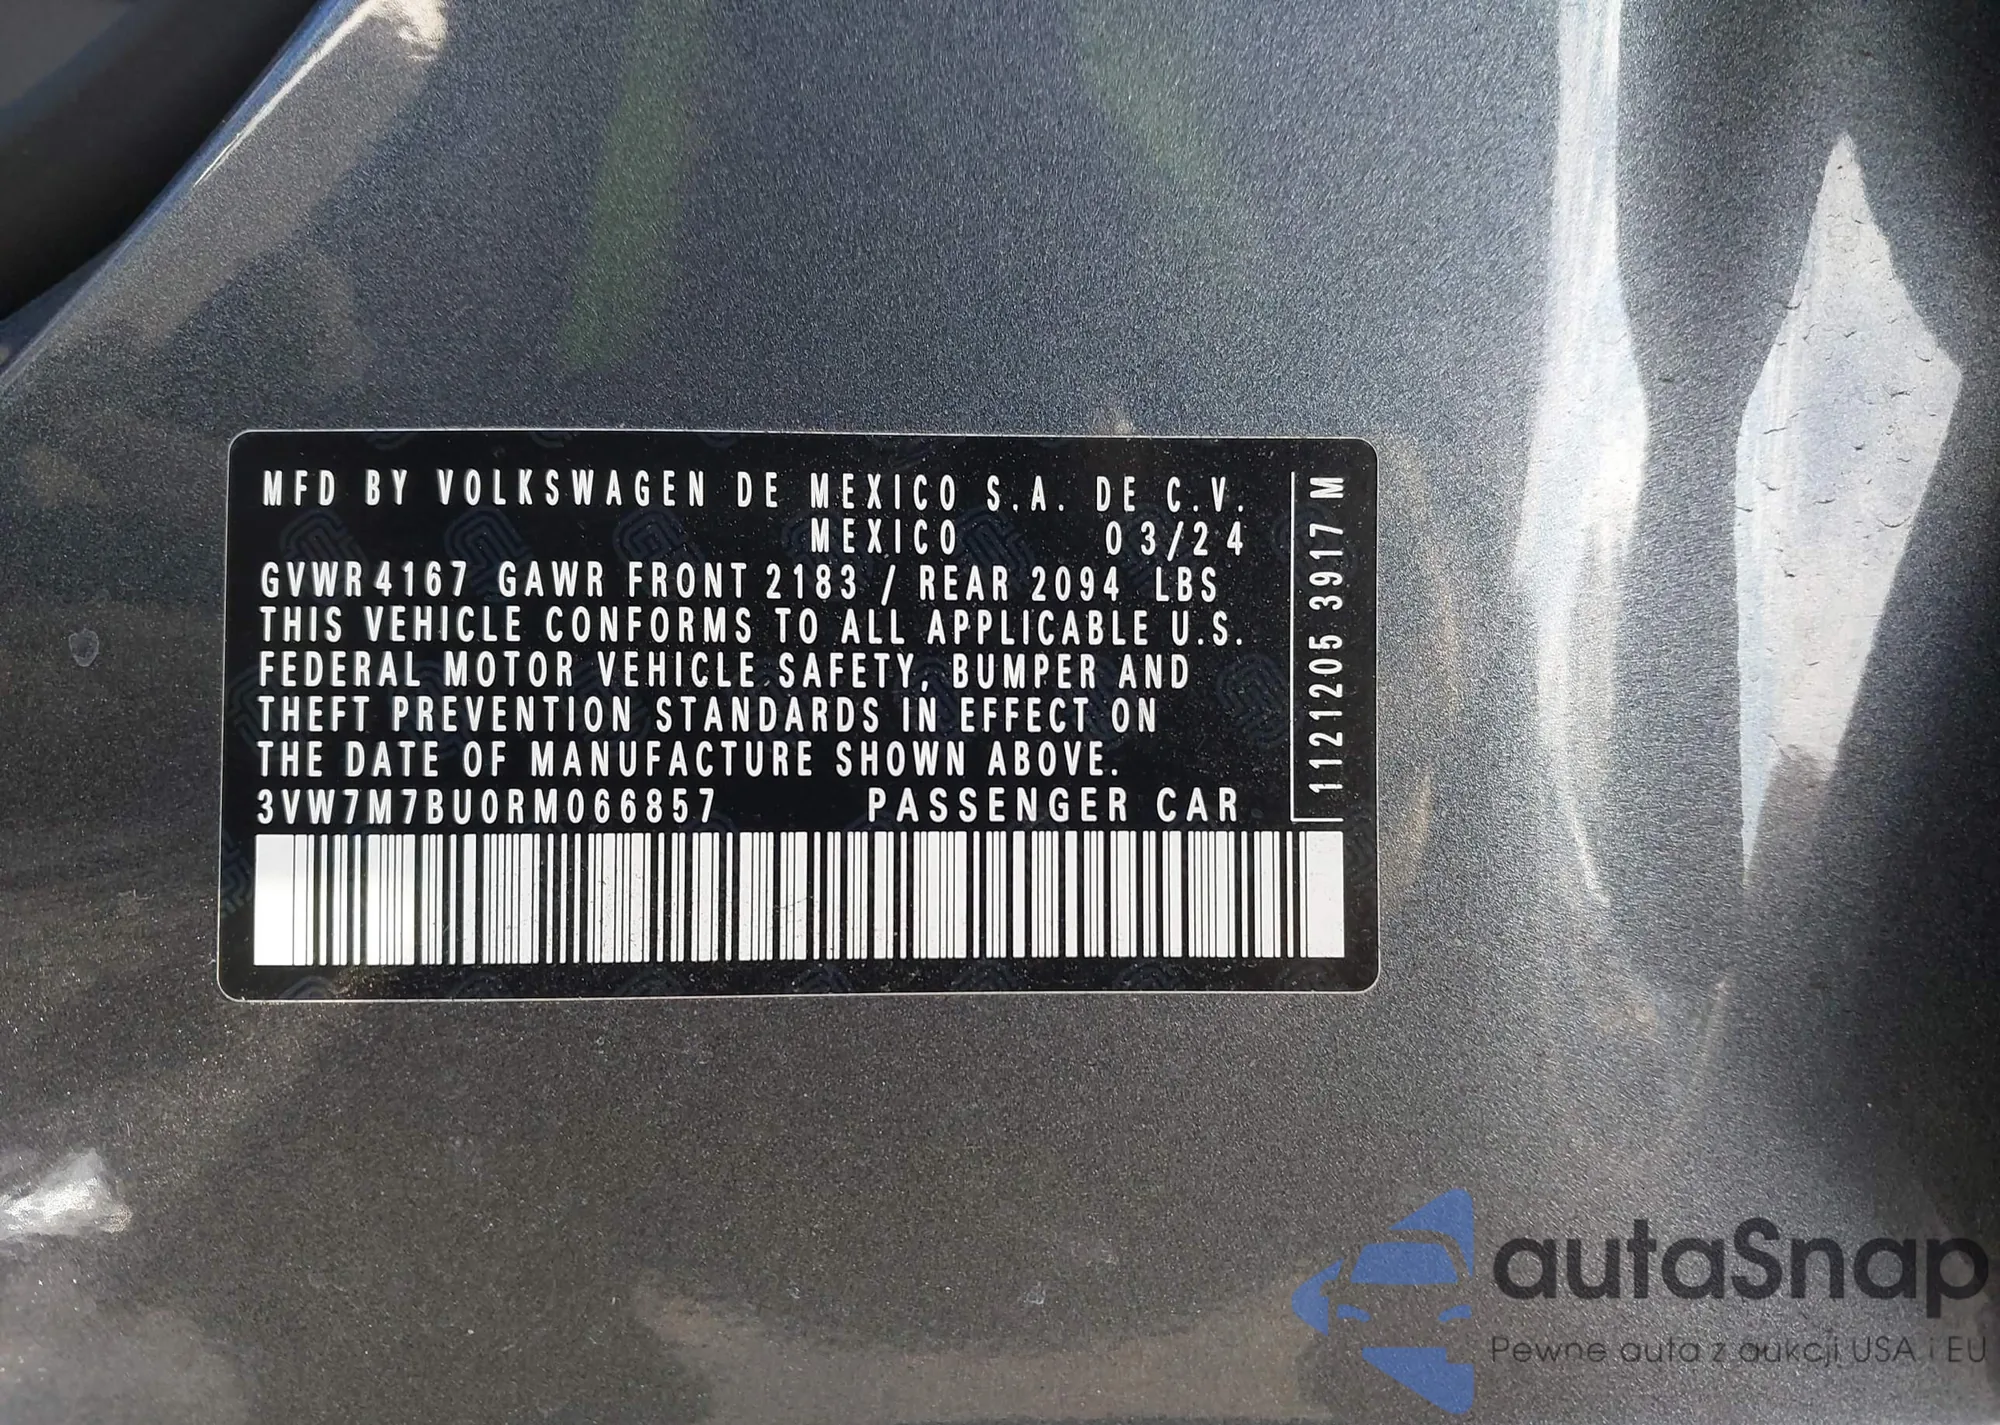 MFD BY VOLKSWAGEN DE MEXICO S.A. DE C.V.
MEXICO 03/24
GVWR 4167 GAWR FRONT 2183 / REAR 2094 LBS
THIS VEHICLE CONFORMS TO ALL APPLICABLE U.S.
FEDERAL MOTOR VEHICLE SAFETY, BUMPER AND
THEFT PREVENTION STANDARDS IN EFFECT ON
THE DATE OF MANUFACTURE SHOWN ABOVE.
3VW7M7BU0RM066857 PASSENGER CAR
1121205 3917 M
autaSnap
Pewne auta z aukcji USA i EU